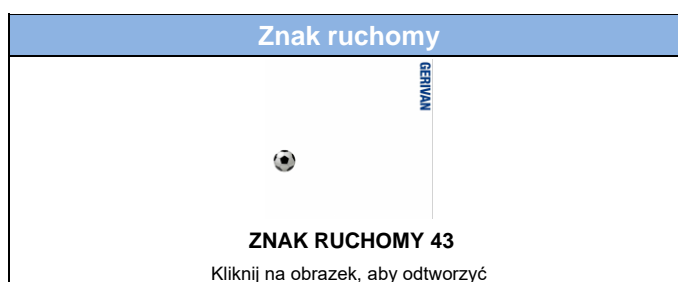 Znak ruchomy
GERIVAN
ZNAK RUCHOMY 43
Kliknij na obrazek, aby odtworzyć